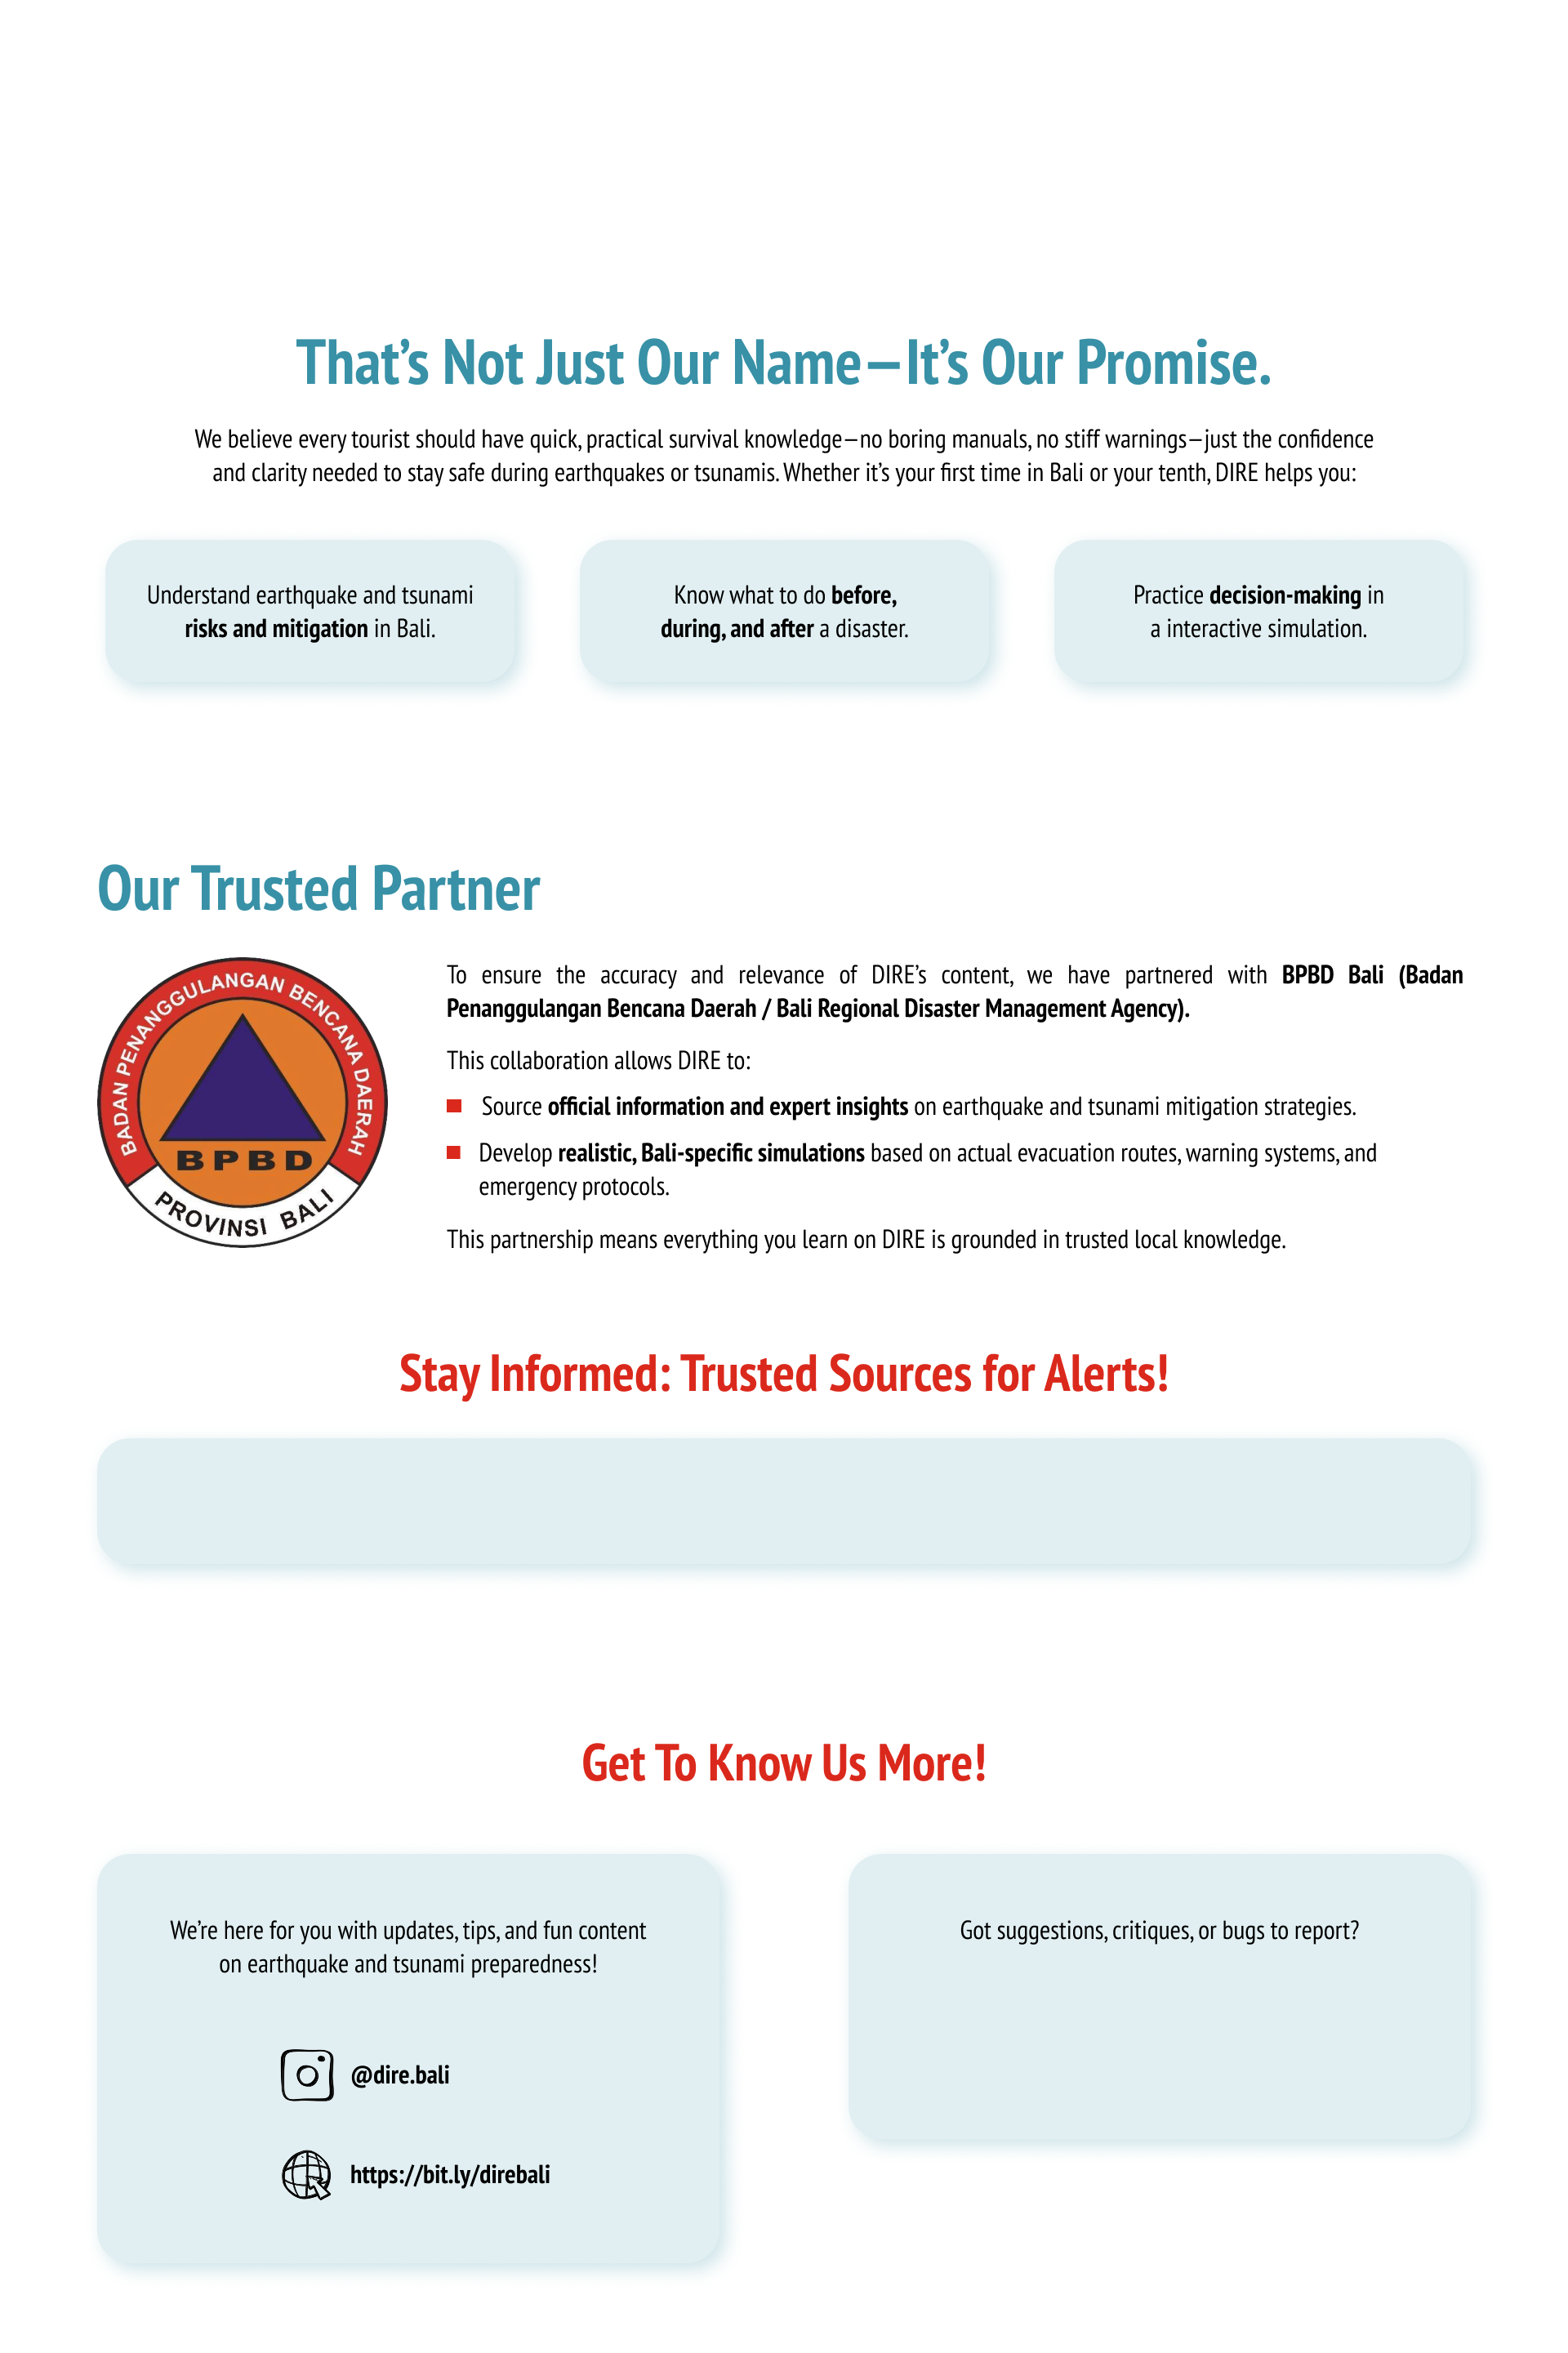 That’s Not Just Our Name—It’s Our Promise.
We believe every tourist should have quick, practical survival knowledge—no boring manuals, no stiff warnings—just the confidence
and clarity needed to stay safe during earthquakes or tsunamis. Whether it’s your first time in Bali or your tenth, DIRE helps you:
Understand earthquake and tsunami
risks and mitigation in Bali.
Know what to do before,
during, and after a disaster.
Practice decision-making in
a interactive simulation.
Our Trusted Partner
BADAN PENANGGULANGAN BENCANA DAERAH
BPBD
PROVINSI BALI
To ensure the accuracy and relevance of DIRE’s content, we have partnered with BPBD Bali (Badan
Penanggulangan Bencana Daerah / Bali Regional Disaster Management Agency).
This collaboration allows DIRE to:
Source official information and expert insights on earthquake and tsunami mitigation strategies.
Develop realistic, Bali-specific simulations based on actual evacuation routes, warning systems, and
emergency protocols.
This partnership means everything you learn on DIRE is grounded in trusted local knowledge.
Stay Informed: Trusted Sources for Alerts!
Get To Know Us More!
We’re here for you with updates, tips, and fun content
on earthquake and tsunami preparedness!
@dire.bali
https://bit.ly/direbali
Got suggestions, critiques, or bugs to report?